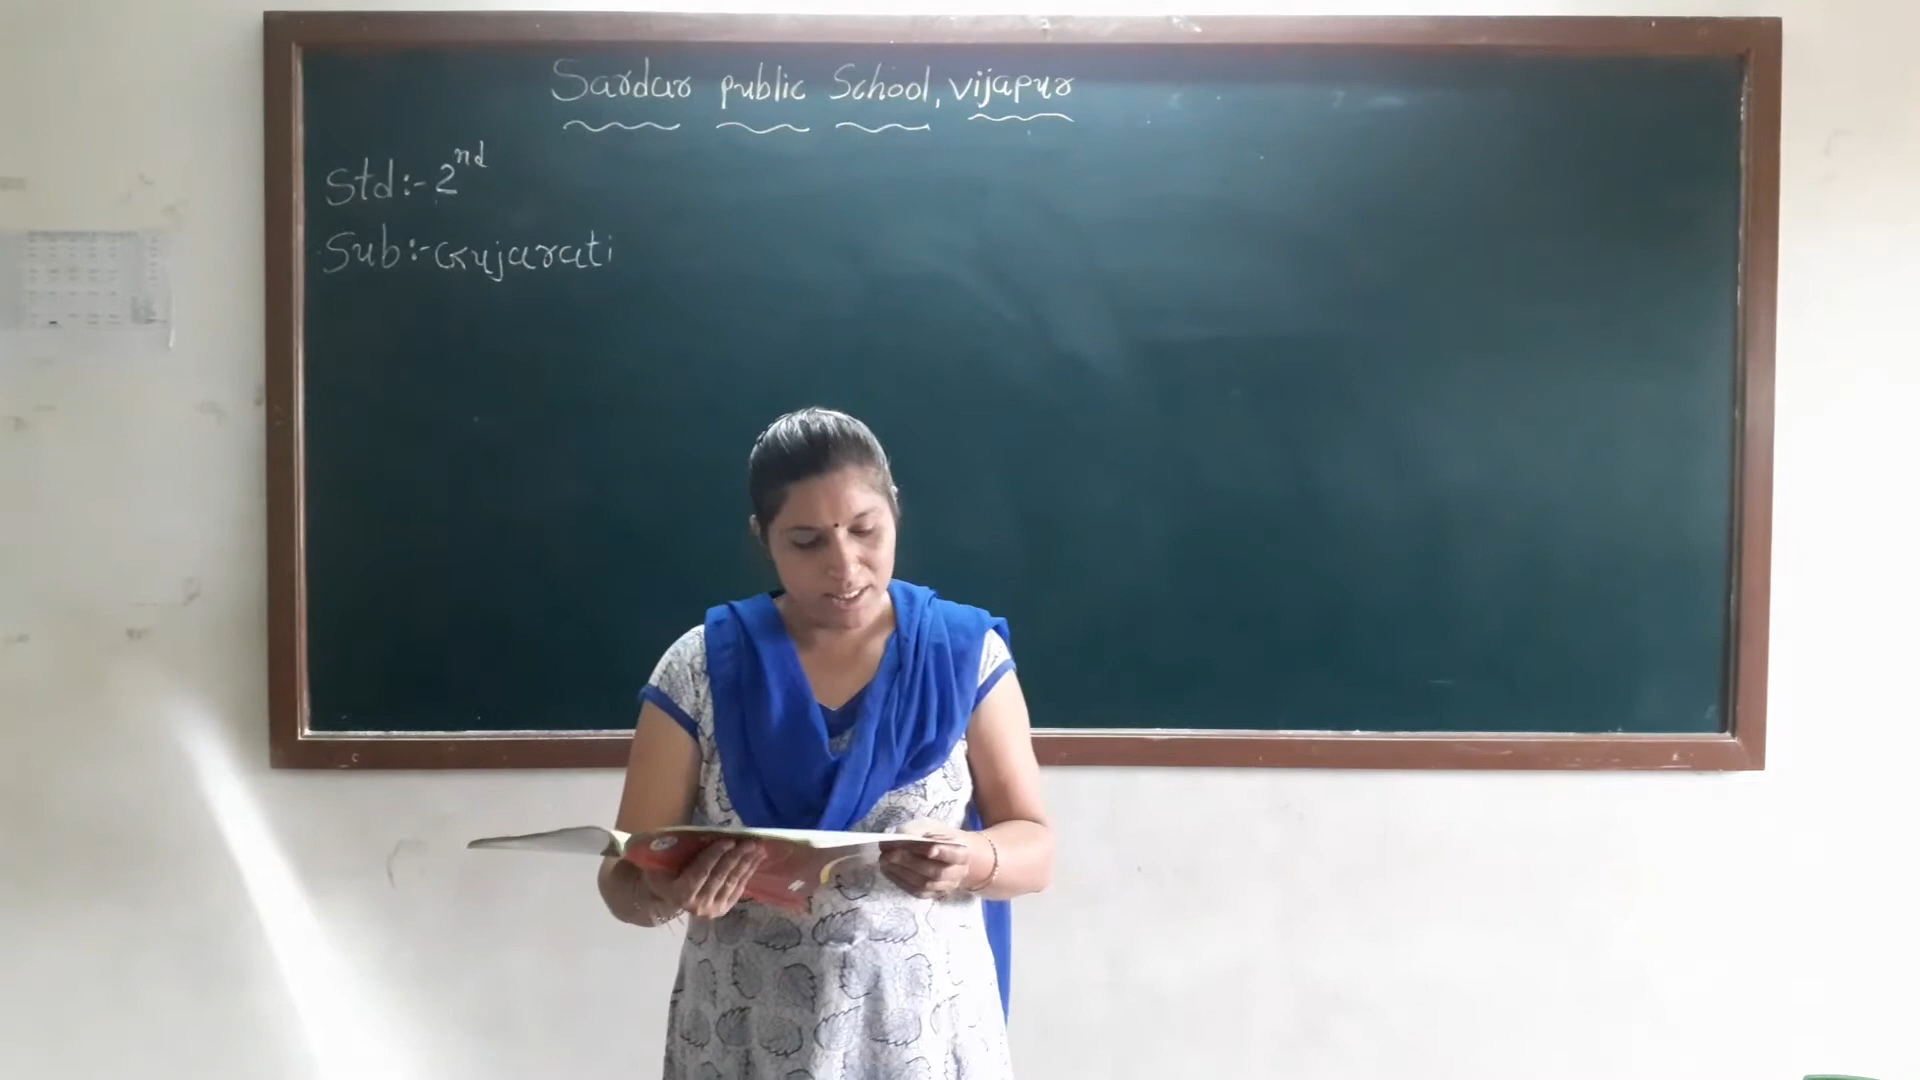 Sardar public School, vijapur
Std:- 2nd
Sub:- Gujarati